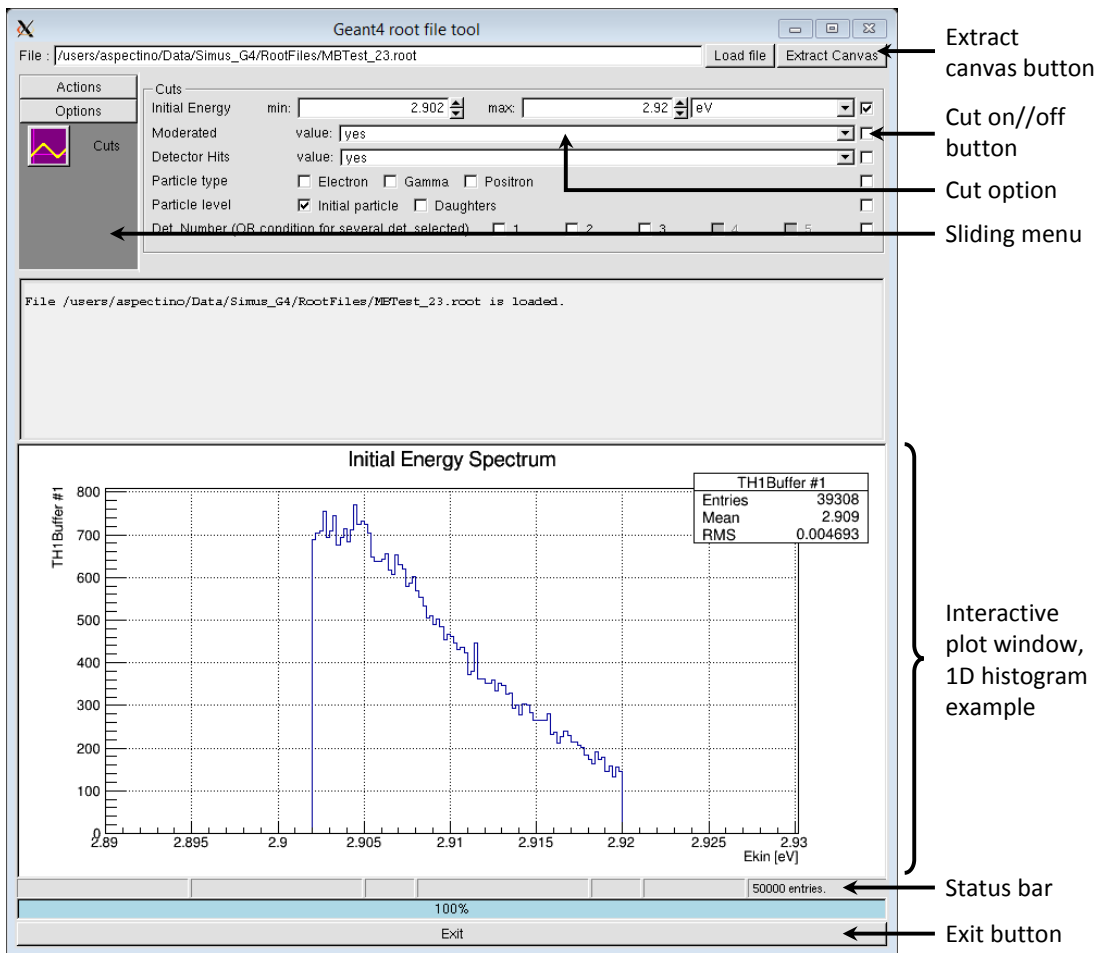 Geant4 root file tool
File : /users/aspectino/Data/Simus_G4/RootFiles/MBTest_23.root Load file Extract Canvas
Extract
canvas button
Actions
Options
Cuts
Cuts
Initial Energy min: 2.902 max: 2.92 eV
Moderated value: yes
Detector Hits value: yes
Particle type Electron Gamma Positron
Particle level Initial particle Daughters
Det. Number (OR condition for several det. selected) 1 2 3 4 5
Cut on//off
button
Cut option
Sliding menu
File /users/aspectino/Data/Simus_G4/RootFiles/MBTest_23.root is loaded.
Initial Energy Spectrum
TH1Buffer #1
Entries 39308
Mean 2.909
RMS 0.004693
TH1Buffer #1
800
700
600
500
400
300
200
100
0
2.89 2.895 2.9 2.905 2.91 2.915 2.92 2.925 2.93
Ekin [eV]
Interactive
plot window,
1D histogram
example
50000 entries.
Status bar
100%
Exit
Exit button